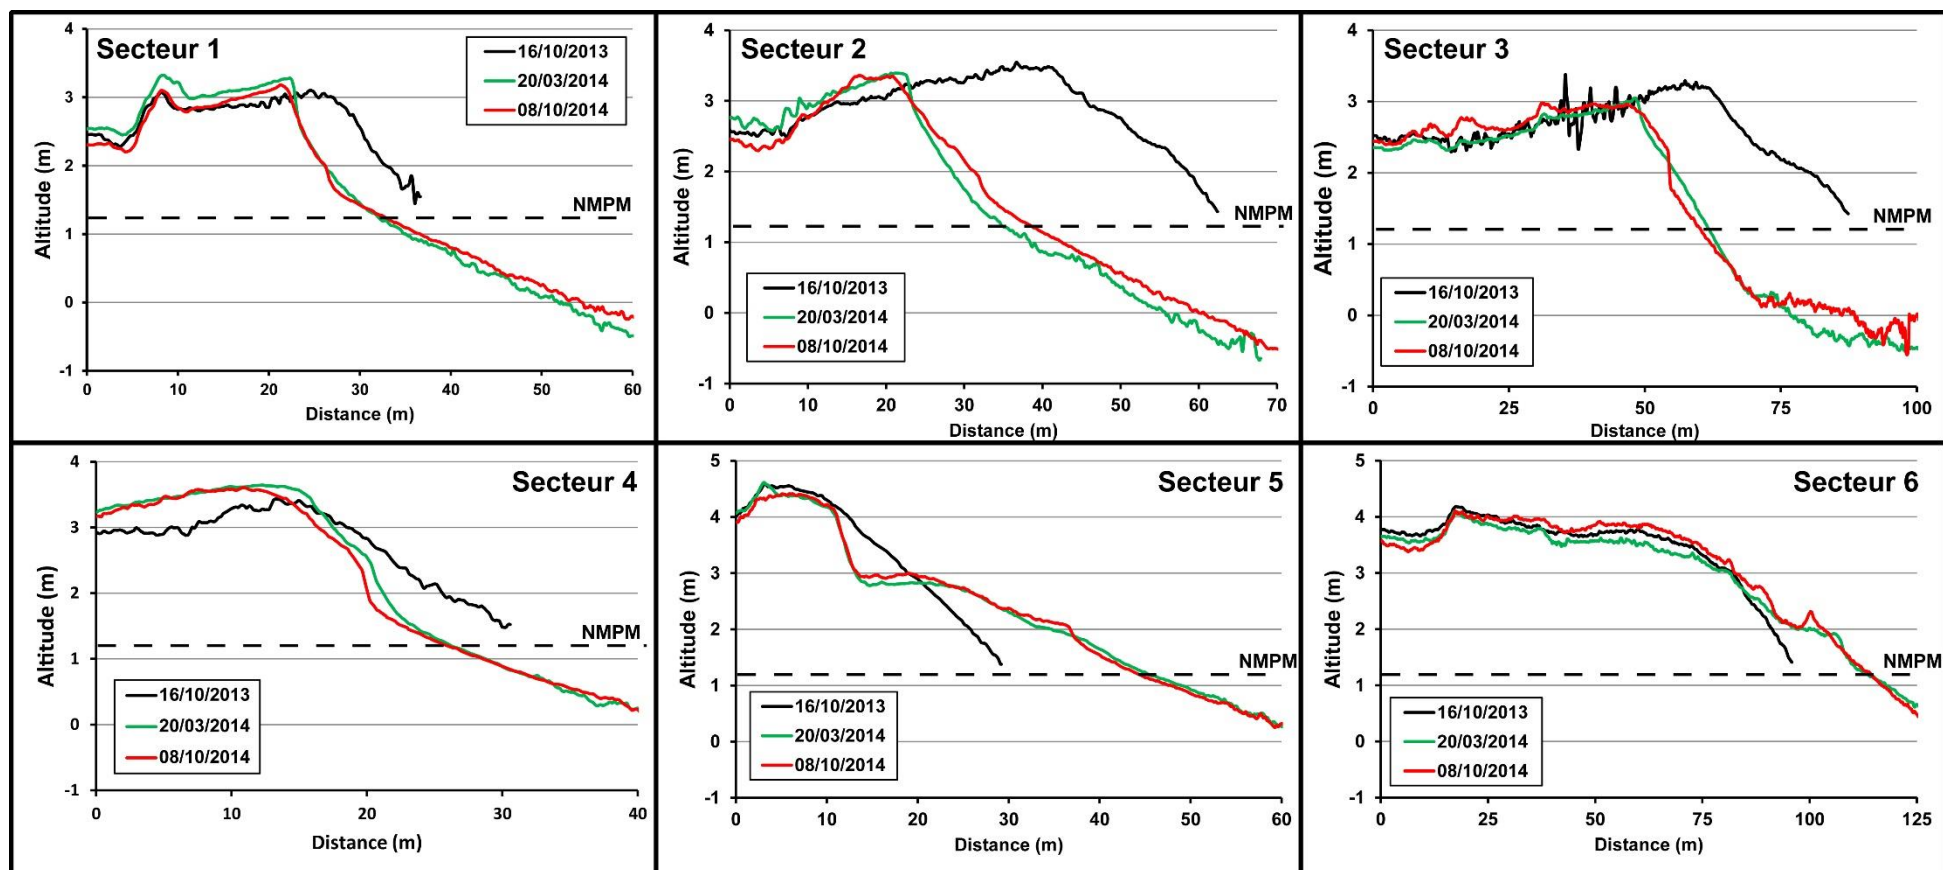 Secteur 1
16/10/2013
20/03/2014
08/10/2014
NMPM
Altitude (m)
4
3
2
1
0
-1
0 10 20 30 40 50 60
Distance (m)
Secteur 2
NMPM
16/10/2013
20/03/2014
08/10/2014
Altitude (m)
4
3
2
1
0
-1
0 10 20 30 40 50 60 70
Distance (m)
Secteur 3
NMPM
16/10/2013
20/03/2014
08/10/2014
Altitude (m)
4
3
2
1
0
-1
0 25 50 75 100
Distance (m)
Secteur 4
NMPM
16/10/2013
20/03/2014
08/10/2014
Altitude (m)
4
3
2
1
0
-1
0 10 20 30 40
Distance (m)
Secteur 5
NMPM
16/10/2013
20/03/2014
08/10/2014
Altitude (m)
5
4
3
2
1
0
-1
0 10 20 30 40 50 60
Distance (m)
Secteur 6
NMPM
16/10/2013
20/03/2014
08/10/2014
Altitude (m)
5
4
3
2
1
0
-1
0 25 50 75 100 125
Distance (m)